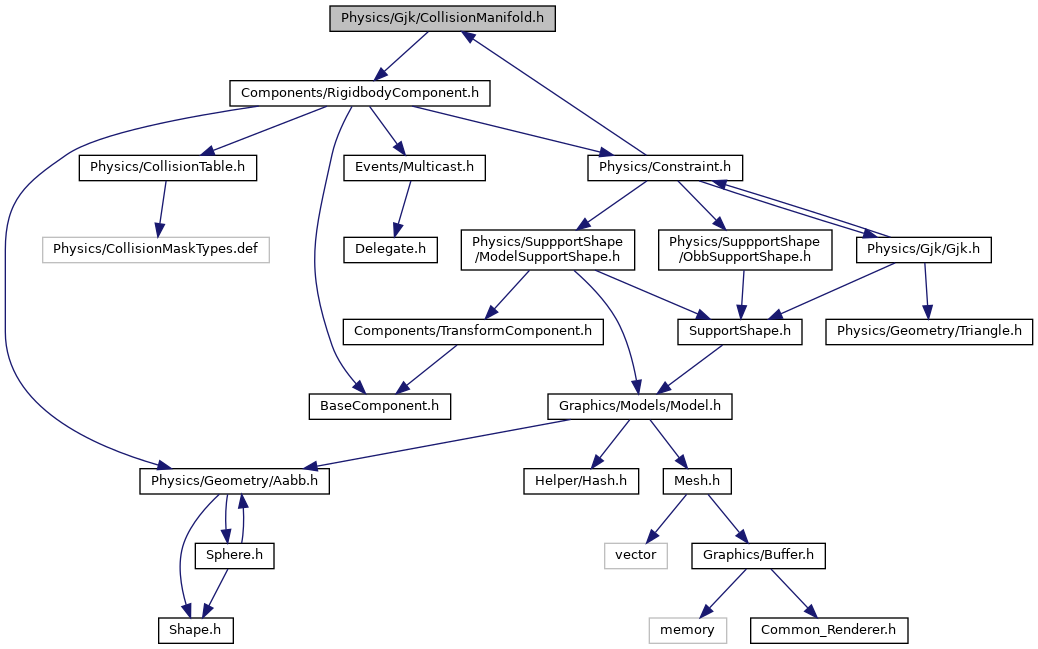 Physics/Gjk/CollisionManifold.h
Components/RigidbodyComponent.h
Physics/CollisionTable.h
Events/Multicast.h
Physics/Constraint.h
Physics/CollisionMaskTypes.def
Delegate.h
Physics/SuppportShape
/ModelSupportShape.h
Physics/SuppportShape
/ObbSupportShape.h
Physics/Gjk/Gjk.h
Components/TransformComponent.h
SupportShape.h
Physics/Geometry/Triangle.h
BaseComponent.h
Graphics/Models/Model.h
Physics/Geometry/Aabb.h
Helper/Hash.h
Mesh.h
Sphere.h
vector
Graphics/Buffer.h
Shape.h
memory
Common_Renderer.h